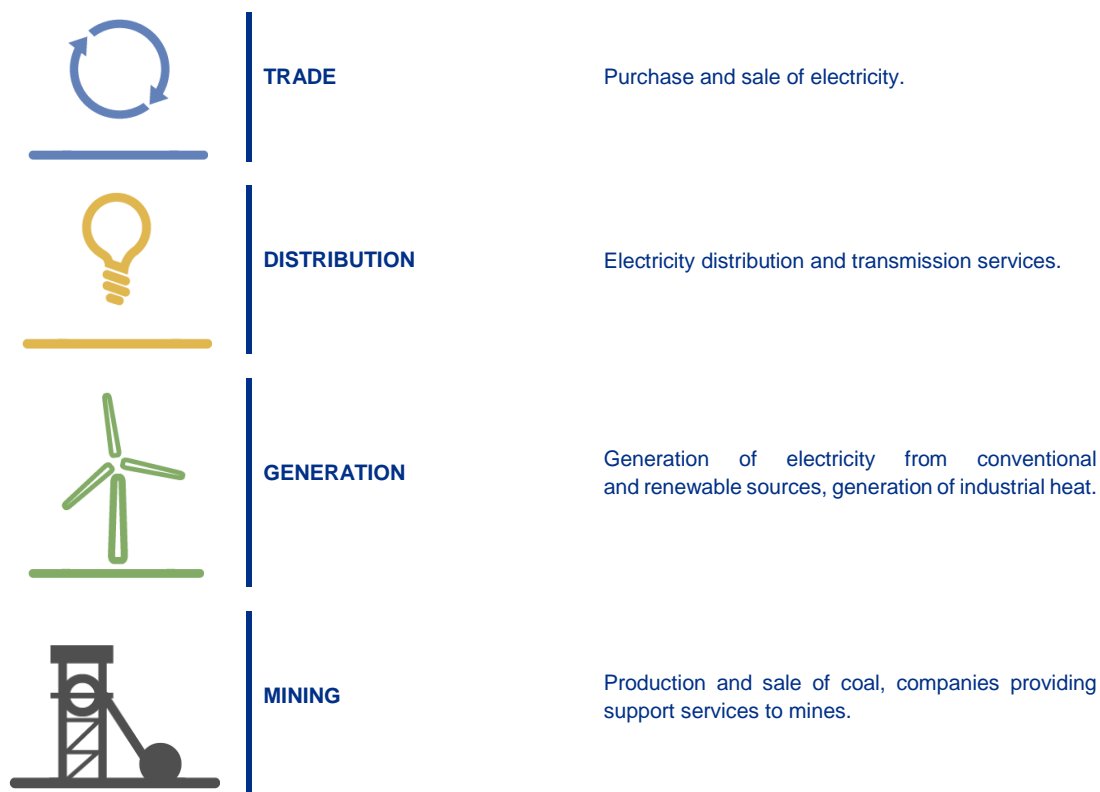 TRADE
Purchase and sale of electricity.
DISTRIBUTION
Electricity distribution and transmission services.
GENERATION
Generation of electricity from conventional
and renewable sources, generation of industrial heat.
MINING
Production and sale of coal, companies providing
support services to mines.